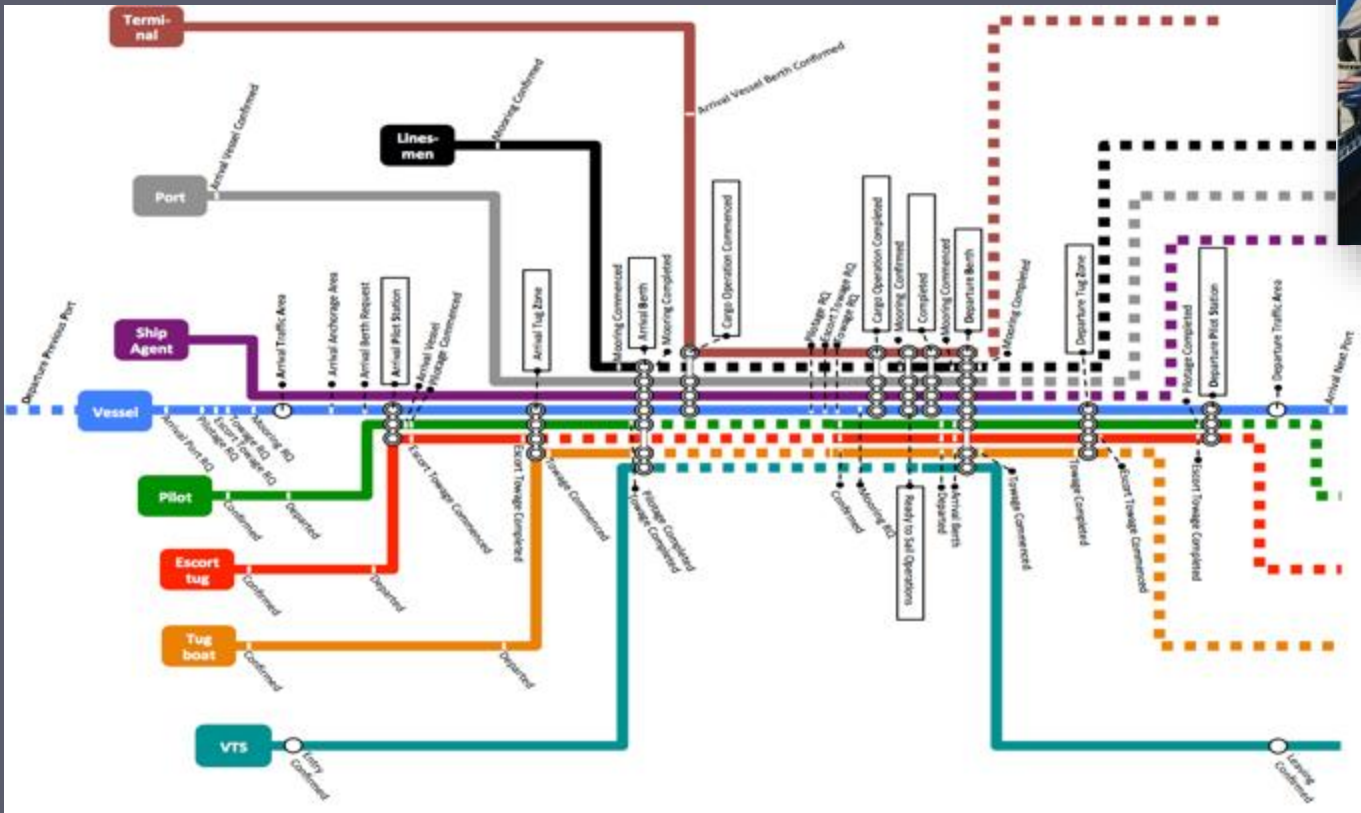 Termi-
nal
Arrival Vessel Berth Confirmed
Mooring Confirmed
Lines-
men
Arrival Vessel Confirmed
Port
Departure Previous Port
Ship
Agent
Arrival Traffic Area
Arrival Anchorage Area
Arrival Berth Request
Arrival Pilot Station
Arrival Vessel
Pilotage Commenced
Arrival Tug Zone
Mooring Commenced
Arrival Berth
Mooring Completed
Cargo Operation Commenced
Pilotage RQ
Escort Towage RQ
Towage RQ
Cargo Operation Completed
Mooring Confirmed
Completed
Mooring Commenced
Departure Berth
Mooring Completed
Departure Tug Zone
Pilotage Completed
Departure Pilot Station
Departure Traffic Area
Arrival Next Port
Vessel
Arrival Port RQ
Pilotage RQ
Escort Towage RQ
Towage RQ
Mooring RQ
Pilot
Confirmed
Departed
Escort Towage Commenced
Escort Towage Completed
Towage Commenced
Towage Completed
Pilotage Completed
Confirmed
Mooring RQ
Ready to Sail Operations
Departed
Arrival Berth
Towage Commenced
Towage Completed
Escort Towage Commenced
Escort Towage Completed
Escort
tug
Confirmed
Departed
Tug
boat
Confirmed
Departed
VTS
Entry
Confirmed
Leaving
Confirmed